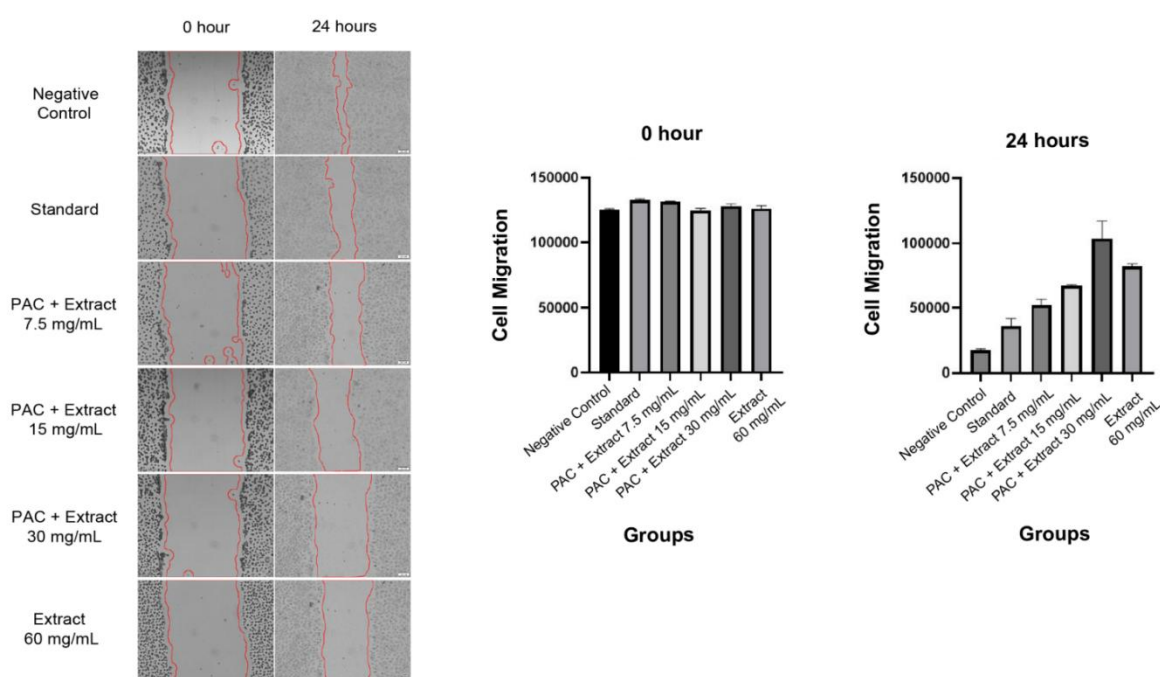 0 hour
24 hours
Negative
Control
Standard
PAC + Extract
7.5 mg/mL
PAC + Extract
15 mg/mL
PAC + Extract
30 mg/mL
Extract
60 mg/mL
0 hour
Cell Migration
150000
100000
50000
0
Negative Control
Standard
PAC + Extract 7.5 mg/mL
PAC + Extract 15 mg/mL
PAC + Extract 30 mg/mL
Extract
60 mg/mL
Groups
24 hours
Cell Migration
150000
100000
50000
0
Negative Control
Standard
PAC + Extract 7.5 mg/mL
PAC + Extract 15 mg/mL
PAC + Extract 30 mg/mL
Extract
60 mg/mL
Groups